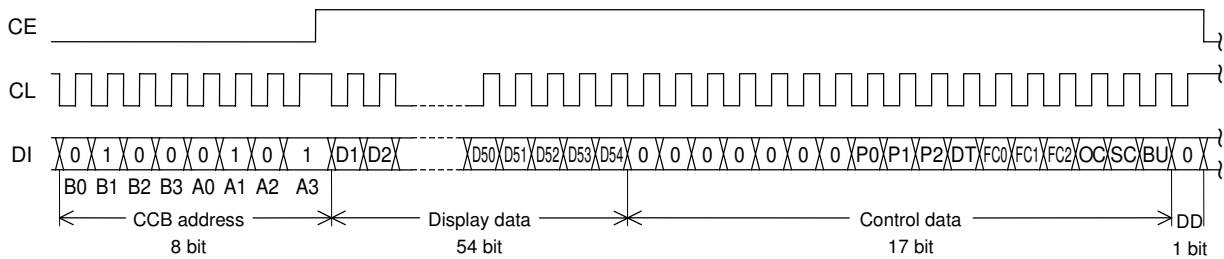 CE
CL
DI 0 1 0 0 0 1 0 1 D1 D2 D50 D51 D52 D53 D54 0 0 0 0 0 0 0 P0 P1 P2 DT FC0 FC1 FC2 OC SC BU 0
B0 B1 B2 B3 A0 A1 A2 A3
CCB address Display data Control data DD
8 bit 54 bit 17 bit 1 bit